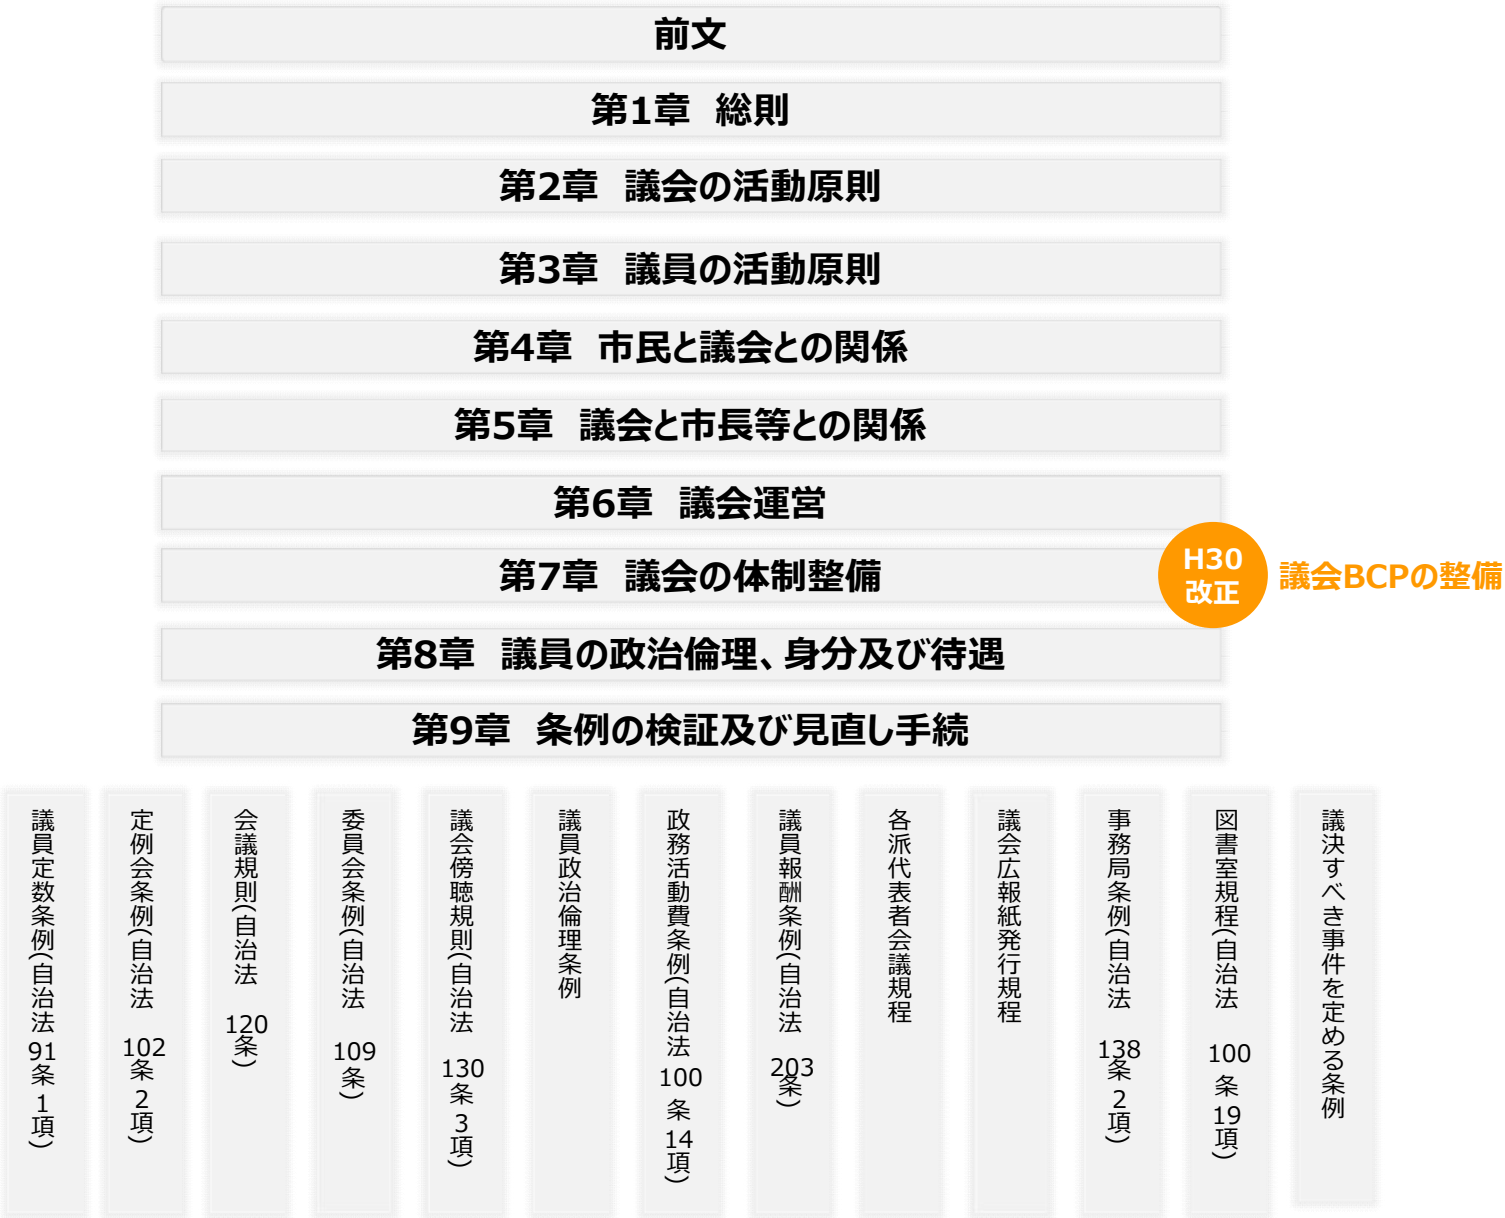 前文
第1章 総則
第2章 議会の活動原則
第3章 議員の活動原則
第4章 市民と議会との関係
第5章 議会と市長等との関係
第6章 議会運営
第7章 議会の体制整備
H30
改正
議会BCPの整備
第8章 議員の政治倫理、身分及び待遇
第9章 条例の検証及び見直し手続
議員定数条例(自治法91条1項)
定例会条例(自治法 102条2項)
会議規則(自治法 120条)
委員会条例(自治法 109条)
議会傍聴規則(自治法 130条3項)
議員政治倫理条例
政務活動費条例(自治法100条14項)
議員報酬条例(自治法 203条)
各派代表者会議規程
議会広報紙発行規程
事務局条例(自治法 138条2項)
図書室規程(自治法 100条19項)
議決すべき事件を定める条例